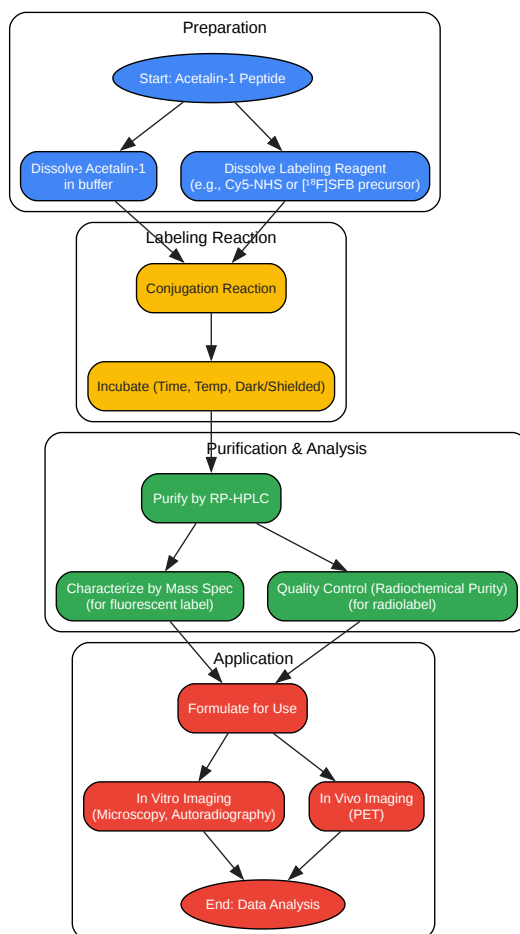 Preparation
Start: Acetalin-1 Peptide
Dissolve Acetalin-1
in buffer
Dissolve Labeling Reagent
(e.g., Cy5-NHS or [¹⁸F]SFB precursor)
Labeling Reaction
Conjugation Reaction
Incubate (Time, Temp, Dark/Shielded)
Purification & Analysis
Purify by RP-HPLC
Characterize by Mass Spec
(for fluorescent label)
Quality Control (Radiochemical Purity)
(for radiolabel)
Application
Formulate for Use
In Vitro Imaging
(Microscopy, Autoradiography)
In Vivo Imaging
(PET)
End: Data Analysis